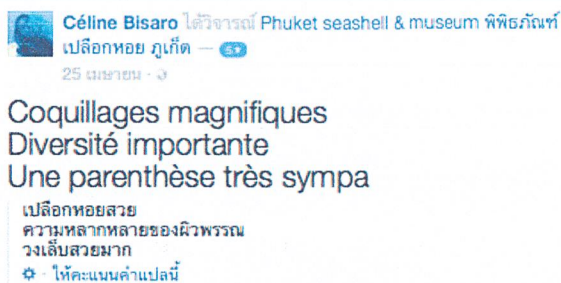 Céline Bisaro ได้วิจารณ์ Phuket seashell & museum พิพิธภัณฑ์
เปลือกหอย ภูเก็ต — 5★
25 เมษายน ·
Coquillages magnifiques
Diversité importante
Une parenthèse très sympa
เปลือกหอยสวย
ความหลากหลายของผิวพรรณ
วงเล็บสวยมาก
· ให้คะแนนคำแปลนี้